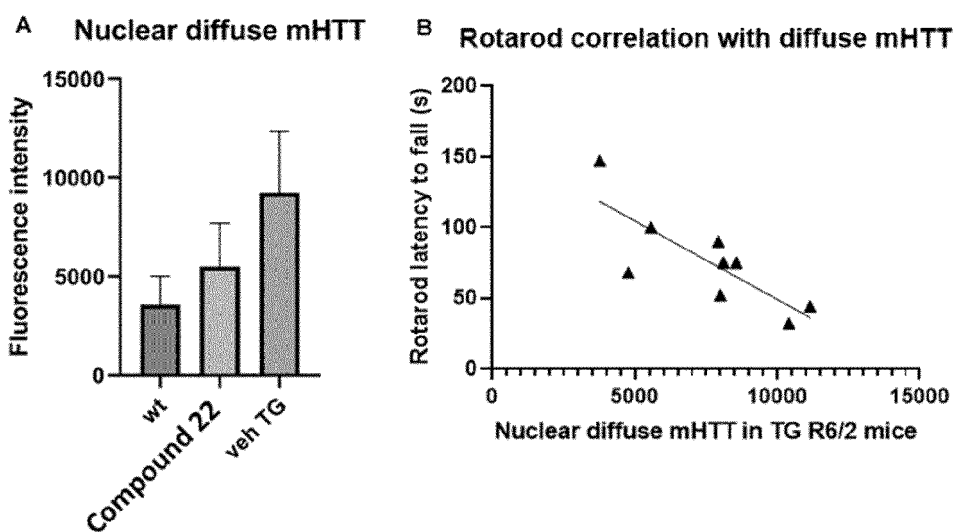 A Nuclear diffuse mHTT
Fluorescence intensity
15000
10000
5000
0
wt
Compound 22
veh TG
B Rotarod correlation with diffuse mHTT
Rotarod latency to fall (s)
200
150
100
50
0
0 5000 10000 15000
Nuclear diffuse mHTT in TG R6/2 mice